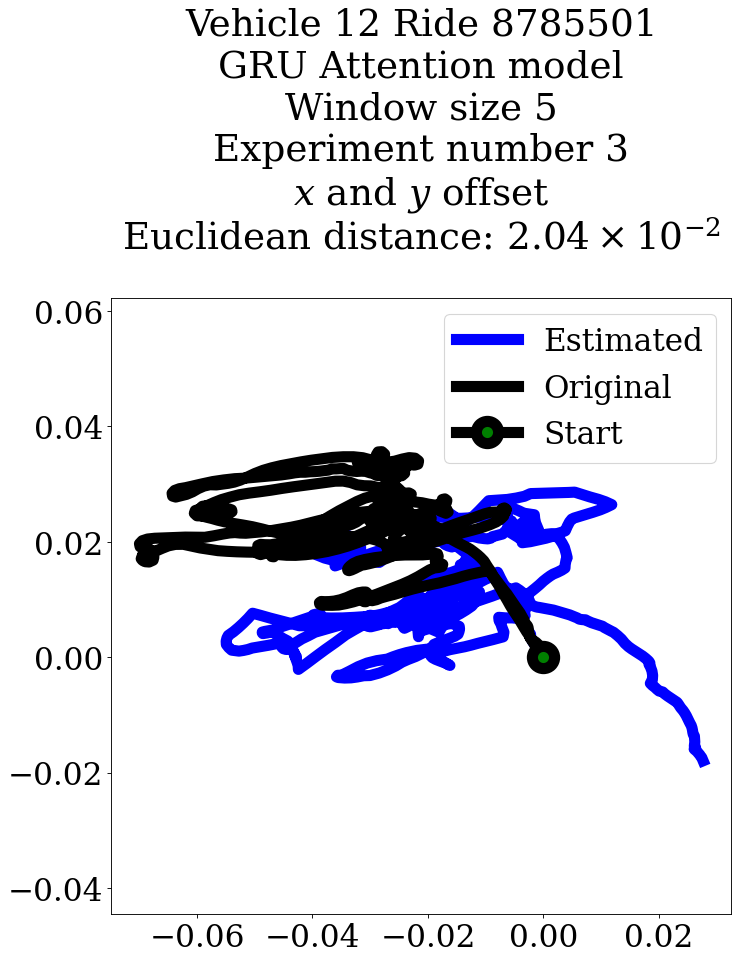 Vehicle 12 Ride 8785501
GRU Attention model
Window size 5
Experiment number 3
x and y offset
Euclidean distance: 2.04 × 10⁻²
Estimated
Original
Start
0.06
0.04
0.02
0.00
−0.02
−0.04
−0.06 −0.04 −0.02 0.00 0.02